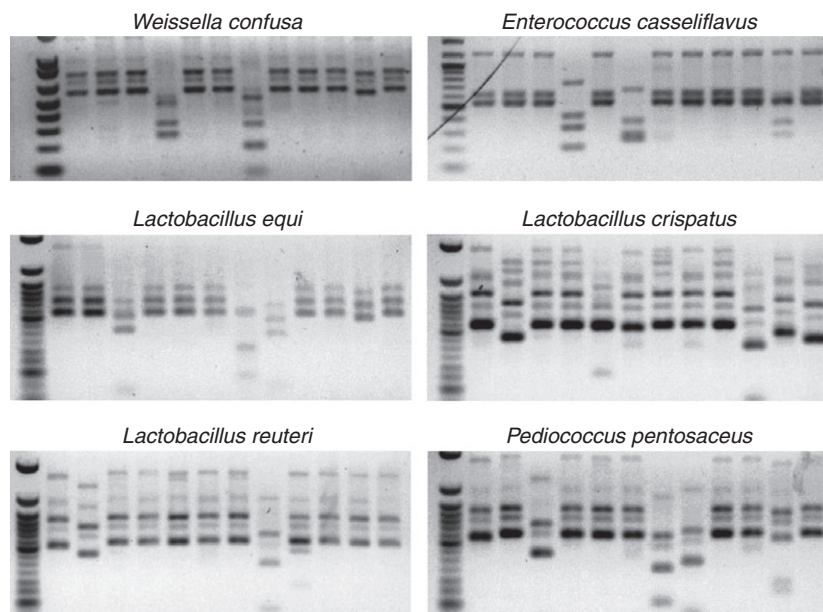 Weissella confusa
Enterococcus casseliflavus
Lactobacillus equi
Lactobacillus crispatus
Lactobacillus reuteri
Pediococcus pentosaceus